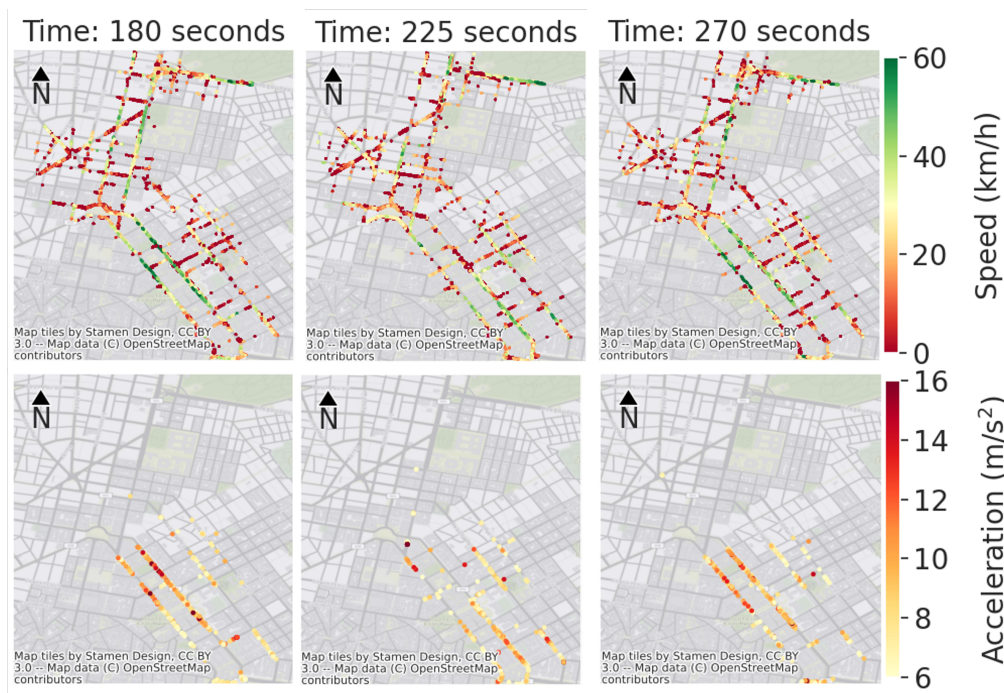 Time: 180 seconds
Time: 225 seconds
Time: 270 seconds
N
N
N
Map tiles by Stamen Design, CC BY
3.0 -- Map data (C) OpenStreetMap
contributors
Map tiles by Stamen Design, CC BY
3.0 -- Map data (C) OpenStreetMap
contributors
Map tiles by Stamen Design, CC BY
3.0 -- Map data (C) OpenStreetMap
contributors
60
40
20
0
Speed (km/h)
N
N
N
Map tiles by Stamen Design, CC BY
3.0 -- Map data (C) OpenStreetMap
contributors
Map tiles by Stamen Design, CC BY
3.0 -- Map data (C) OpenStreetMap
contributors
Map tiles by Stamen Design, CC BY
3.0 -- Map data (C) OpenStreetMap
contributors
16
14
12
10
8
6
Acceleration (m/s²)